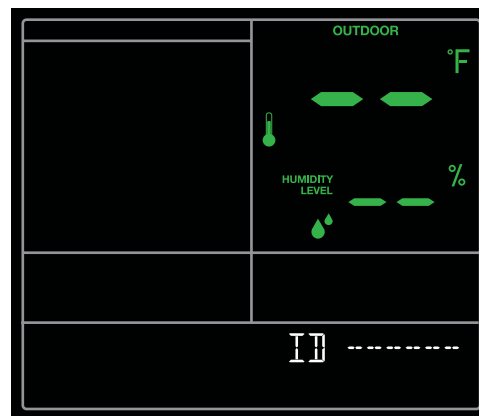 OUTDOOR
°F
-- 
HUMIDITY
LEVEL
%
--
ID -------